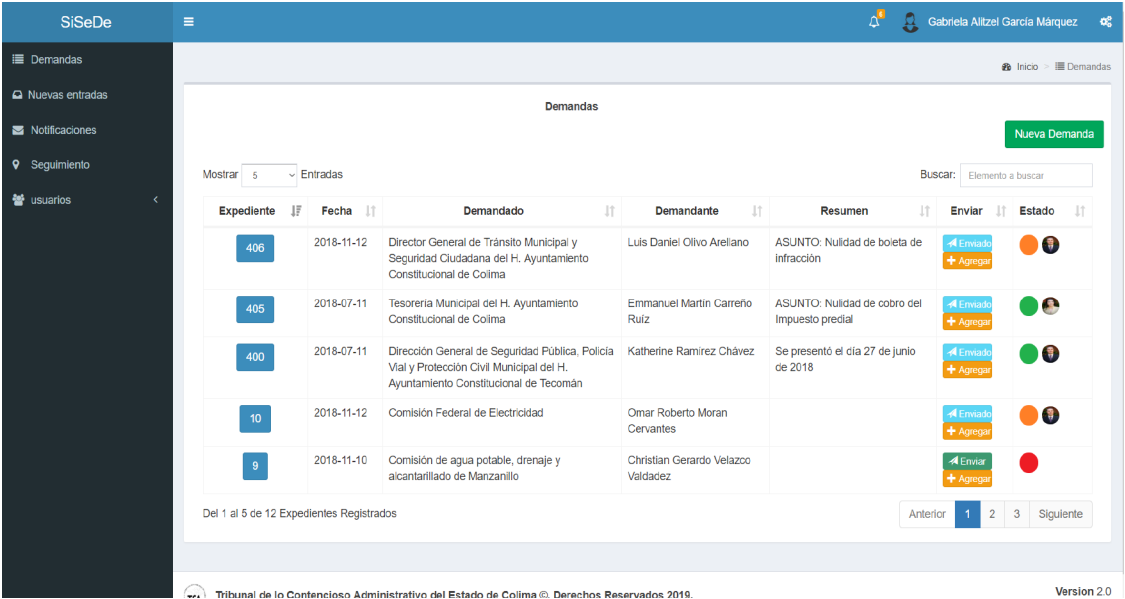 SiSeDe
6
Gabriela Alitzel García Márquez
Demandas
Nuevas entradas
Notificaciones
Seguimiento
usuarios
Inicio > Demandas
Demandas
Nueva Demanda
Mostrar 5 Entradas
Buscar: Elemento a buscar
Expediente Fecha Demandado Demandante Resumen Enviar Estado
406 2018-11-12 Director General de Tránsito Municipal y Luis Daniel Olivo Arellano ASUNTO: Nulidad de boleta de Enviado
Seguridad Ciudadana del H. Ayuntamiento infracción Agregar
Constitucional de Colima
405 2018-07-11 Tesorería Municipal del H. Ayuntamiento Emmanuel Martín Carreño ASUNTO: Nulidad de cobro del Enviado
Constitucional de Colima Ruíz Impuesto predial Agregar
400 2018-07-11 Dirección General de Seguridad Pública, Policía Katherine Ramírez Chávez Se presentó el día 27 de junio Enviado
Vial y Protección Civil Municipal del H. de 2018 Agregar
Ayuntamiento Constitucional de Tecomán
10 2018-11-12 Comisión Federal de Electricidad Omar Roberto Moran Enviado
Cervantes Agregar
9 2018-11-10 Comisión de agua potable, drenaje y Christian Gerardo Velazco Enviar
alcantarillado de Manzanillo Valdadez Agregar
Del 1 al 5 de 12 Expedientes Registrados
Anterior 1 2 3 Siguiente
TCA Tribunal de lo Contencioso Administrativo del Estado de Colima ©. Derechos Reservados 2019.
Version 2.0